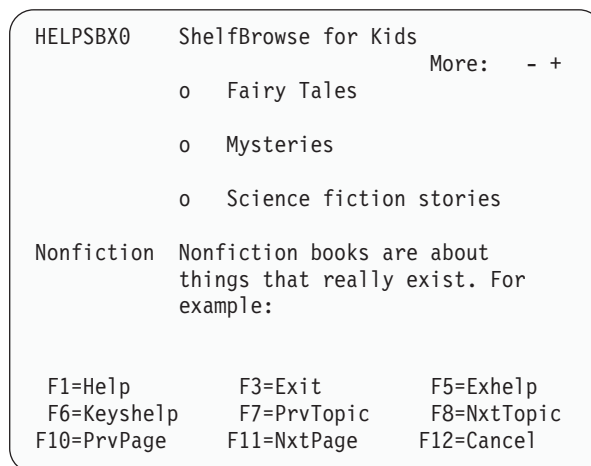 HELPSBX0 ShelfBrowse for Kids
More: - +
o Fairy Tales
o Mysteries
o Science fiction stories
Nonfiction Nonfiction books are about
things that really exist. For
example:
F1=Help F3=Exit F5=Exhelp
F6=Keyshelp F7=PrvTopic F8=NxtTopic
F10=PrvPage F11=NxtPage F12=Cancel